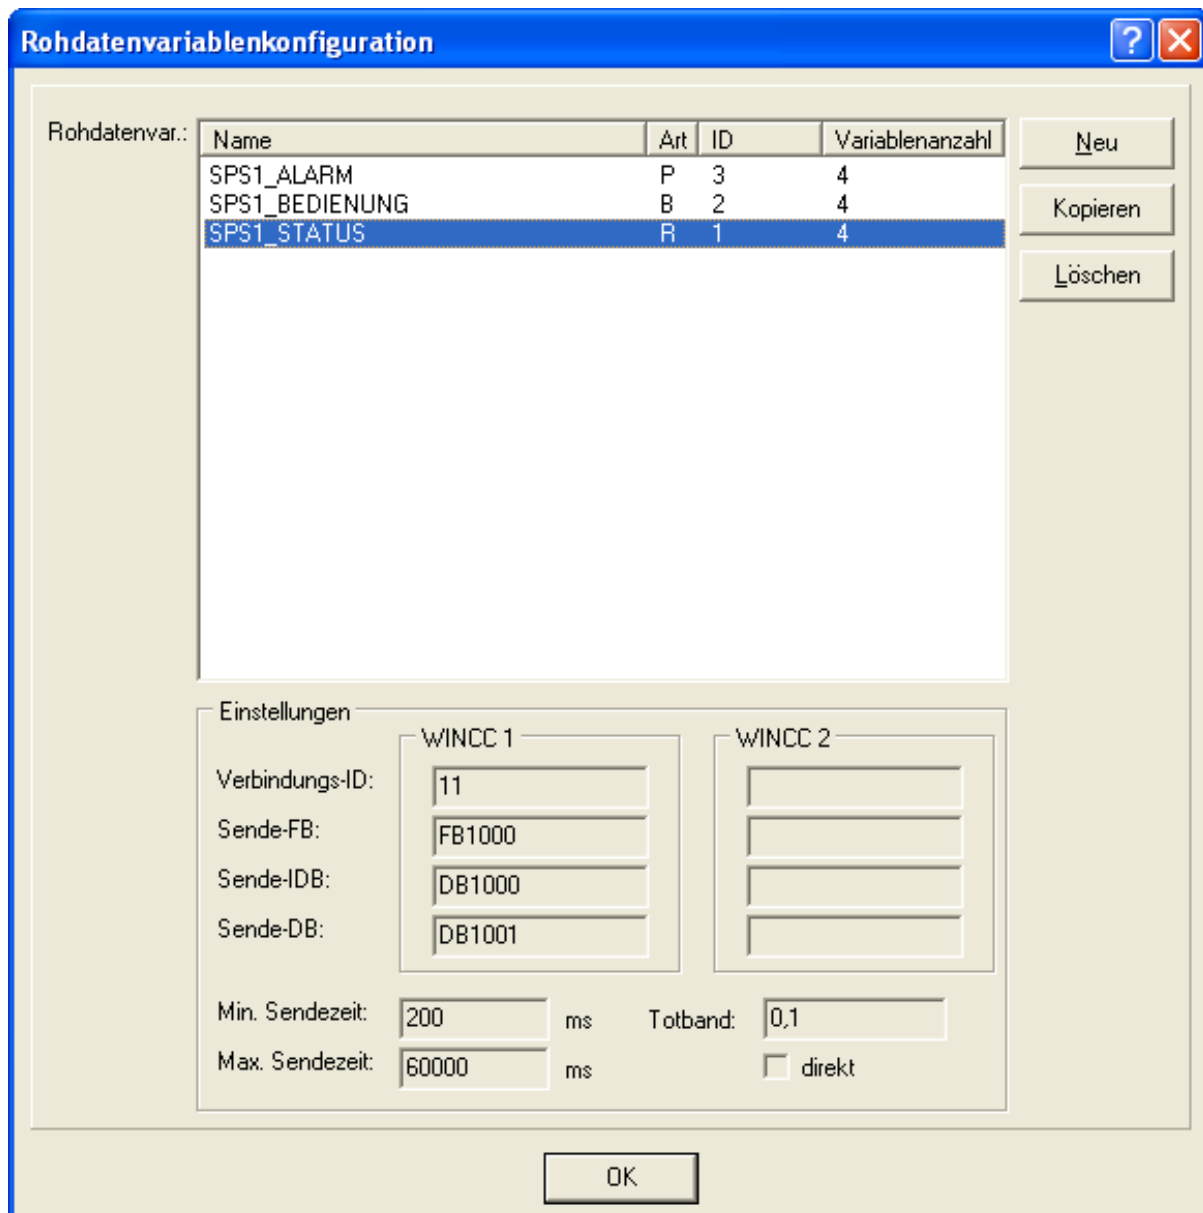 Rohdatenvariablenkonfiguration
Rohdatenvar.:
Name Art ID Variablenanzahl
SPS1_ALARM P 3 4
SPS1_BEDIENUNG B 2 4
SPS1_STATUS R 1 4
Neu
Kopieren
Löschen
Einstellungen
WINCC 1 WINCC 2
Verbindungs-ID: 11
Sende-FB: FB1000
Sende-IDB: DB1000
Sende-DB: DB1001
Min. Sendezeit: 200 ms Totband: 0,1
Max. Sendezeit: 60000 ms direkt
OK